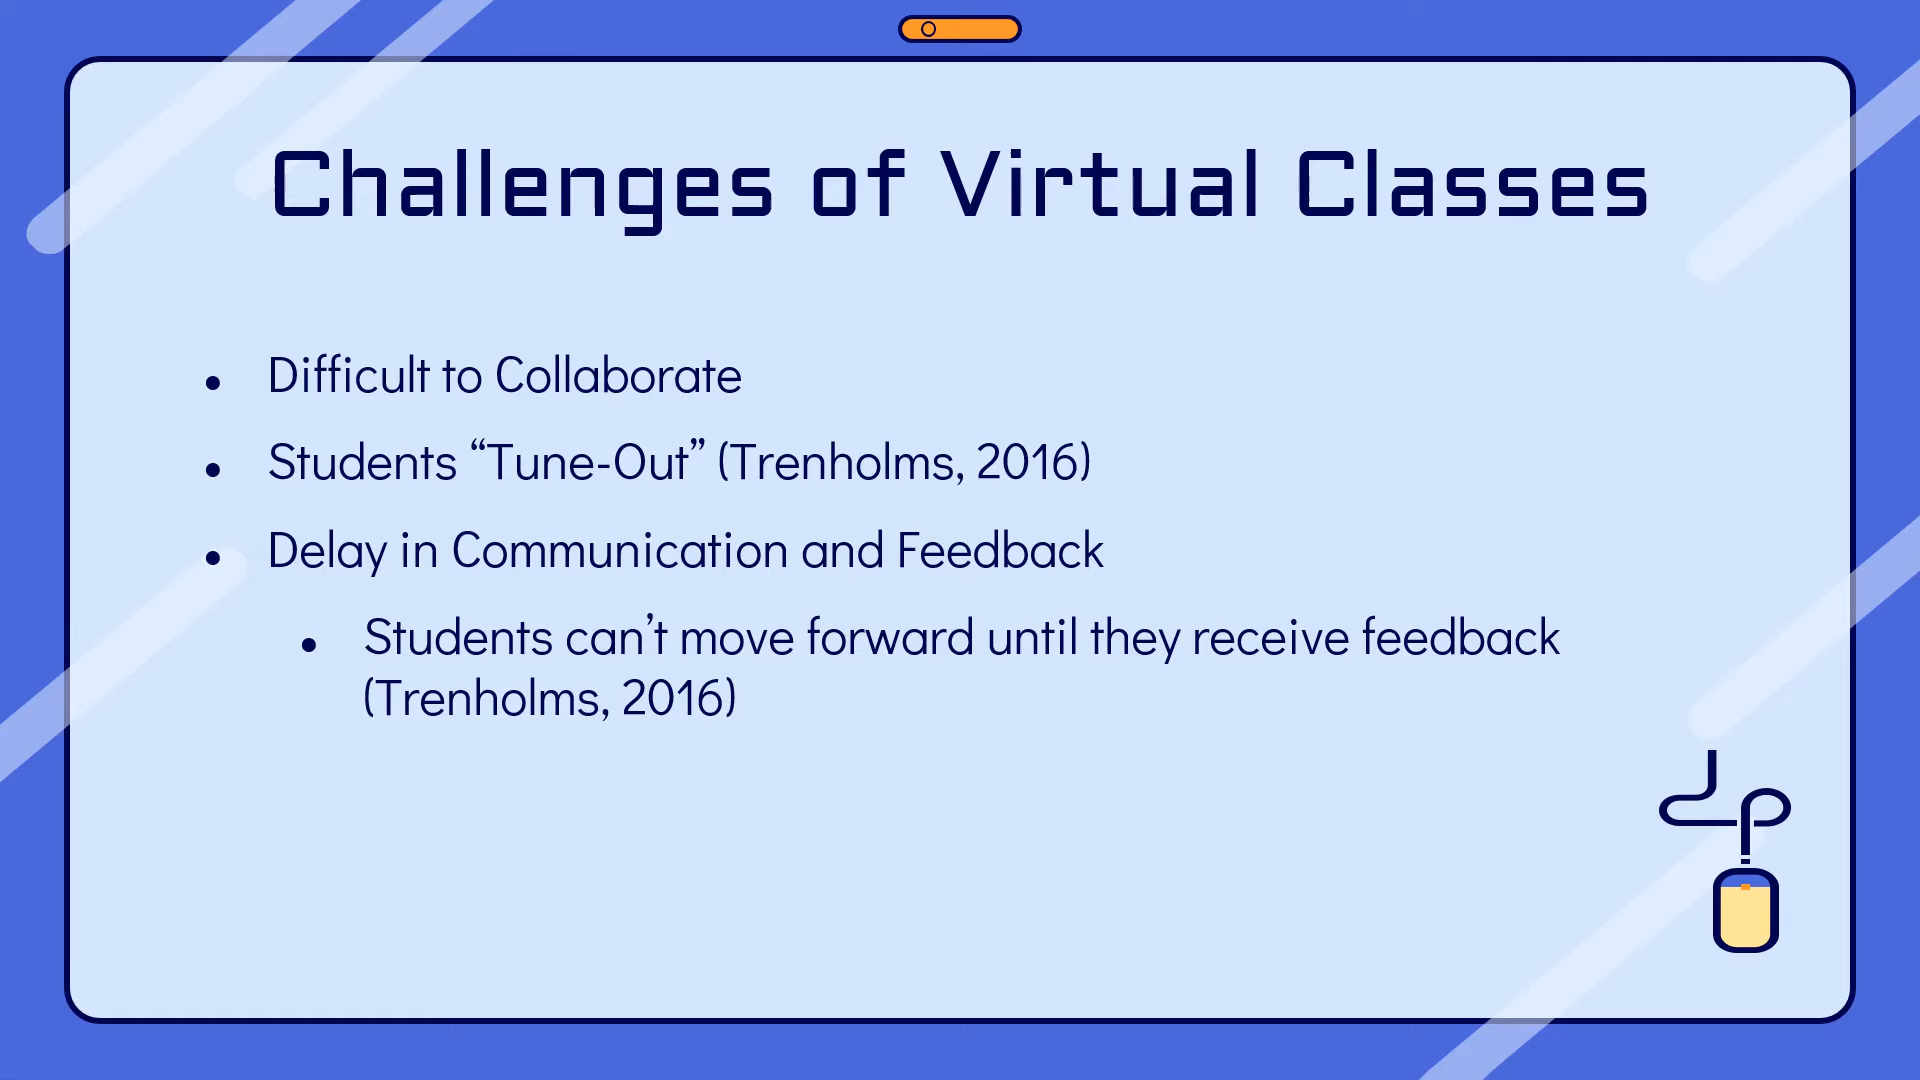 Challenges of Virtual Classes
• Difficult to Collaborate
• Students “Tune-Out” (Trenholms, 2016)
• Delay in Communication and Feedback
• Students can’t move forward until they receive feedback
(Trenholms, 2016)